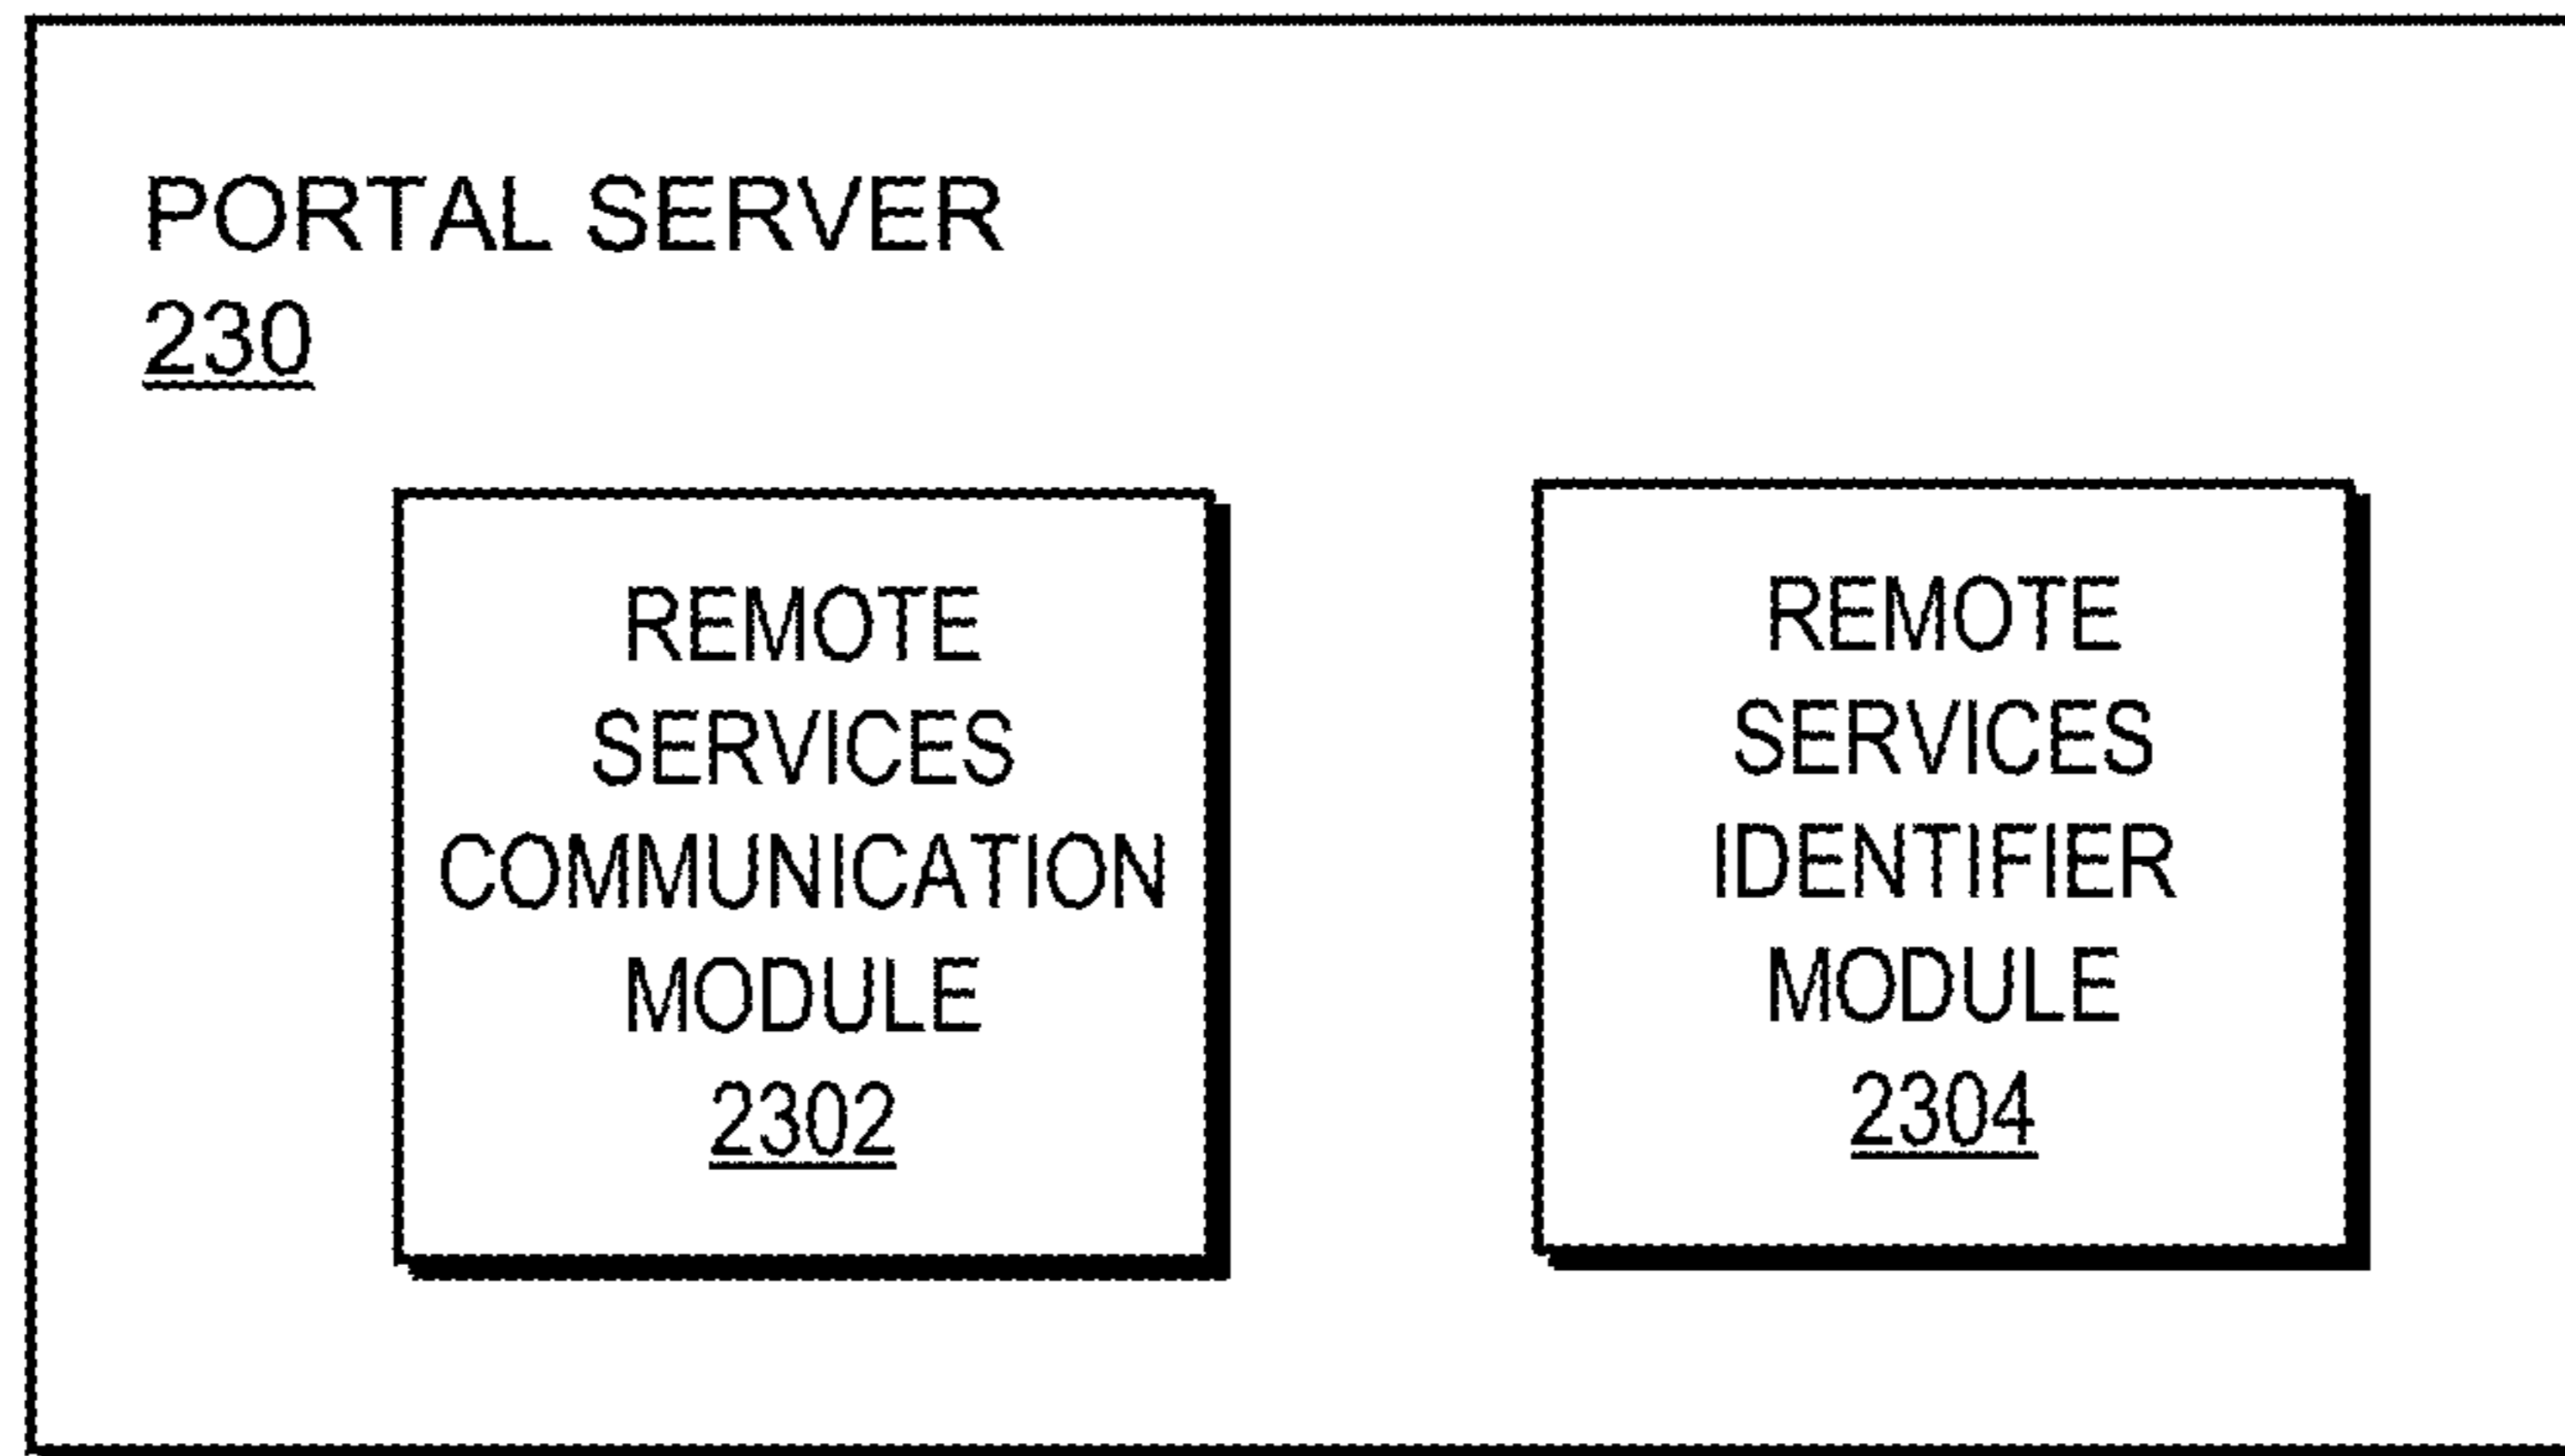 PORTAL SERVER
230
REMOTE
SERVICES
COMMUNICATION
MODULE
2302
REMOTE
SERVICES
IDENTIFIER
MODULE
2304